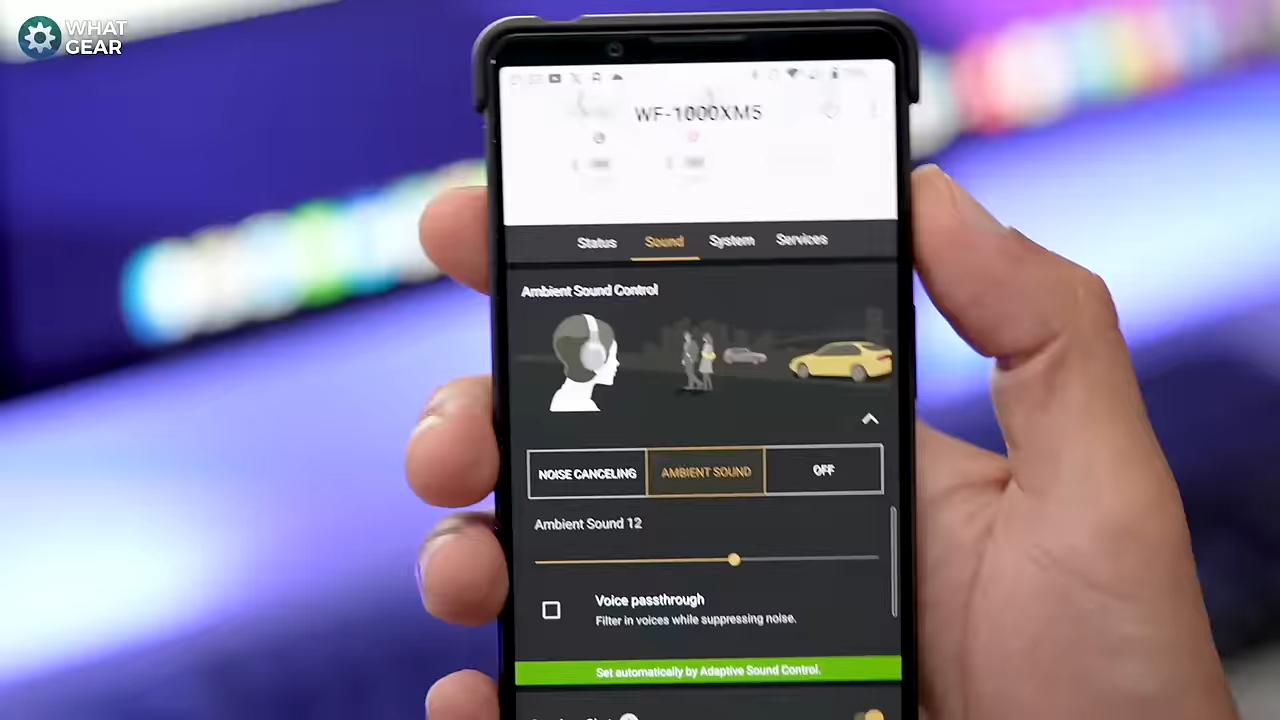 WHAT
GEAR
WF-1000XM5
Status Sound System Services
Ambient Sound Control
NOISE CANCELING AMBIENT SOUND OFF
Ambient Sound 12
Voice passthrough
Filter in voices while suppressing noise.
Set automatically by Adaptive Sound Control.